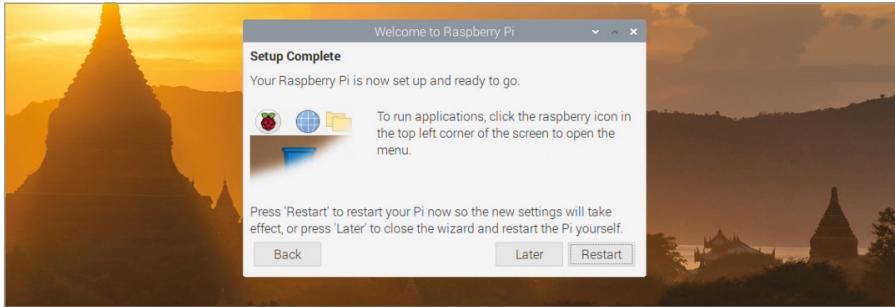 Welcome to Raspberry Pi
Setup Complete
Your Raspberry Pi is now set up and ready to go.
To run applications, click the raspberry icon in
the top left corner of the screen to open the
menu.
Press 'Restart' to restart your Pi now so the new settings will take
effect, or press 'Later' to close the wizard and restart the Pi yourself.
Back Later Restart